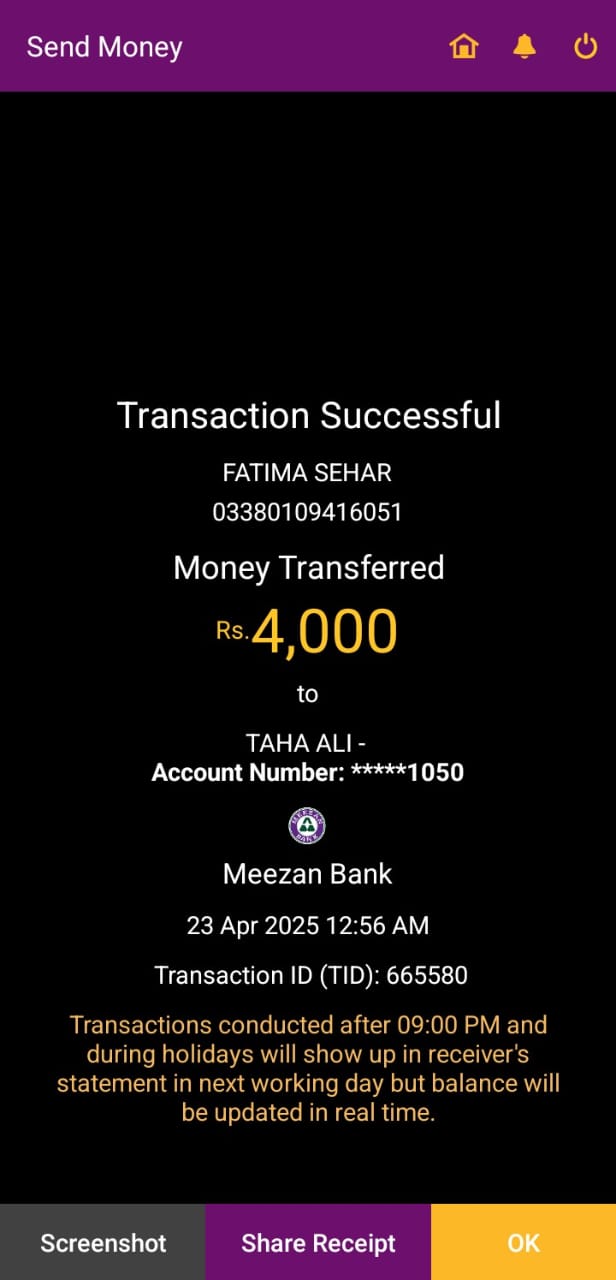 Send Money
Transaction Successful
FATIMA SEHAR
03380109416051
Money Transferred
Rs.4,000
to
TAHA ALI -
Account Number: *****1050
MEEZAN BANK
Meezan Bank
23 Apr 2025 12:56 AM
Transaction ID (TID): 665580
Transactions conducted after 09:00 PM and
during holidays will show up in receiver's
statement in next working day but balance will
be updated in real time.
Screenshot
Share Receipt
OK